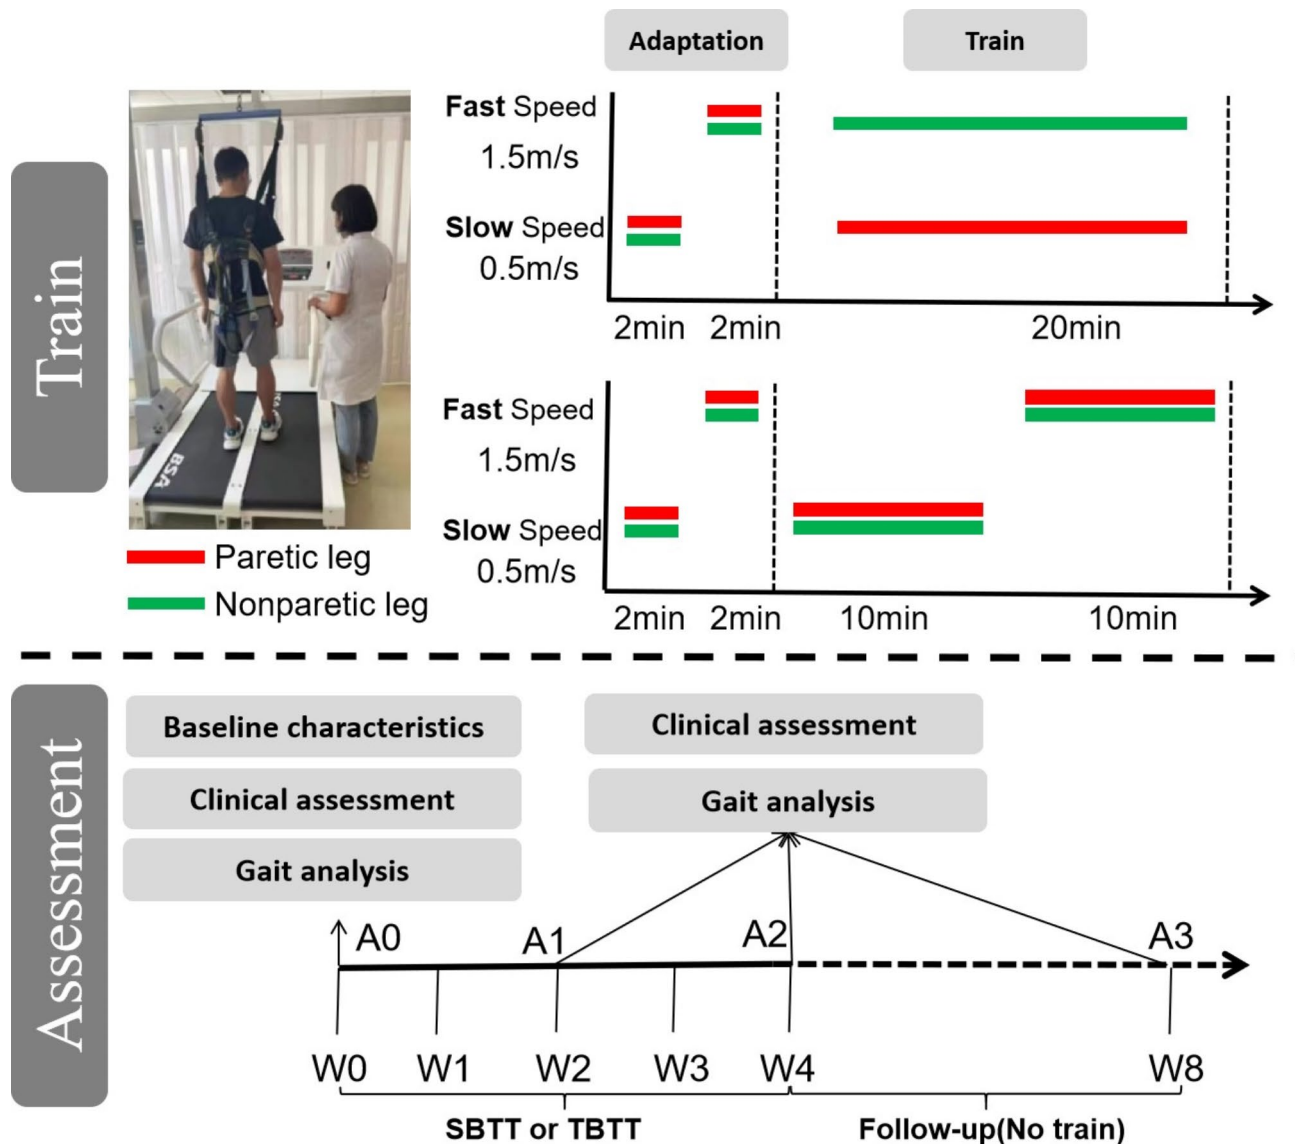 Adaptation
Train
Train
Fast Speed
1.5m/s
Slow Speed
0.5m/s
2min 2min 20min
BSA
Fast Speed
1.5m/s
Slow Speed
0.5m/s
2min 2min 10min 10min
Paretic leg
Nonparetic leg
Assessment
Baseline characteristics
Clinical assessment
Gait analysis
Clinical assessment
Gait analysis
A0 A1 A2 A3
W0 W1 W2 W3 W4 W8
SBTT or TBTT
Follow-up(No train)